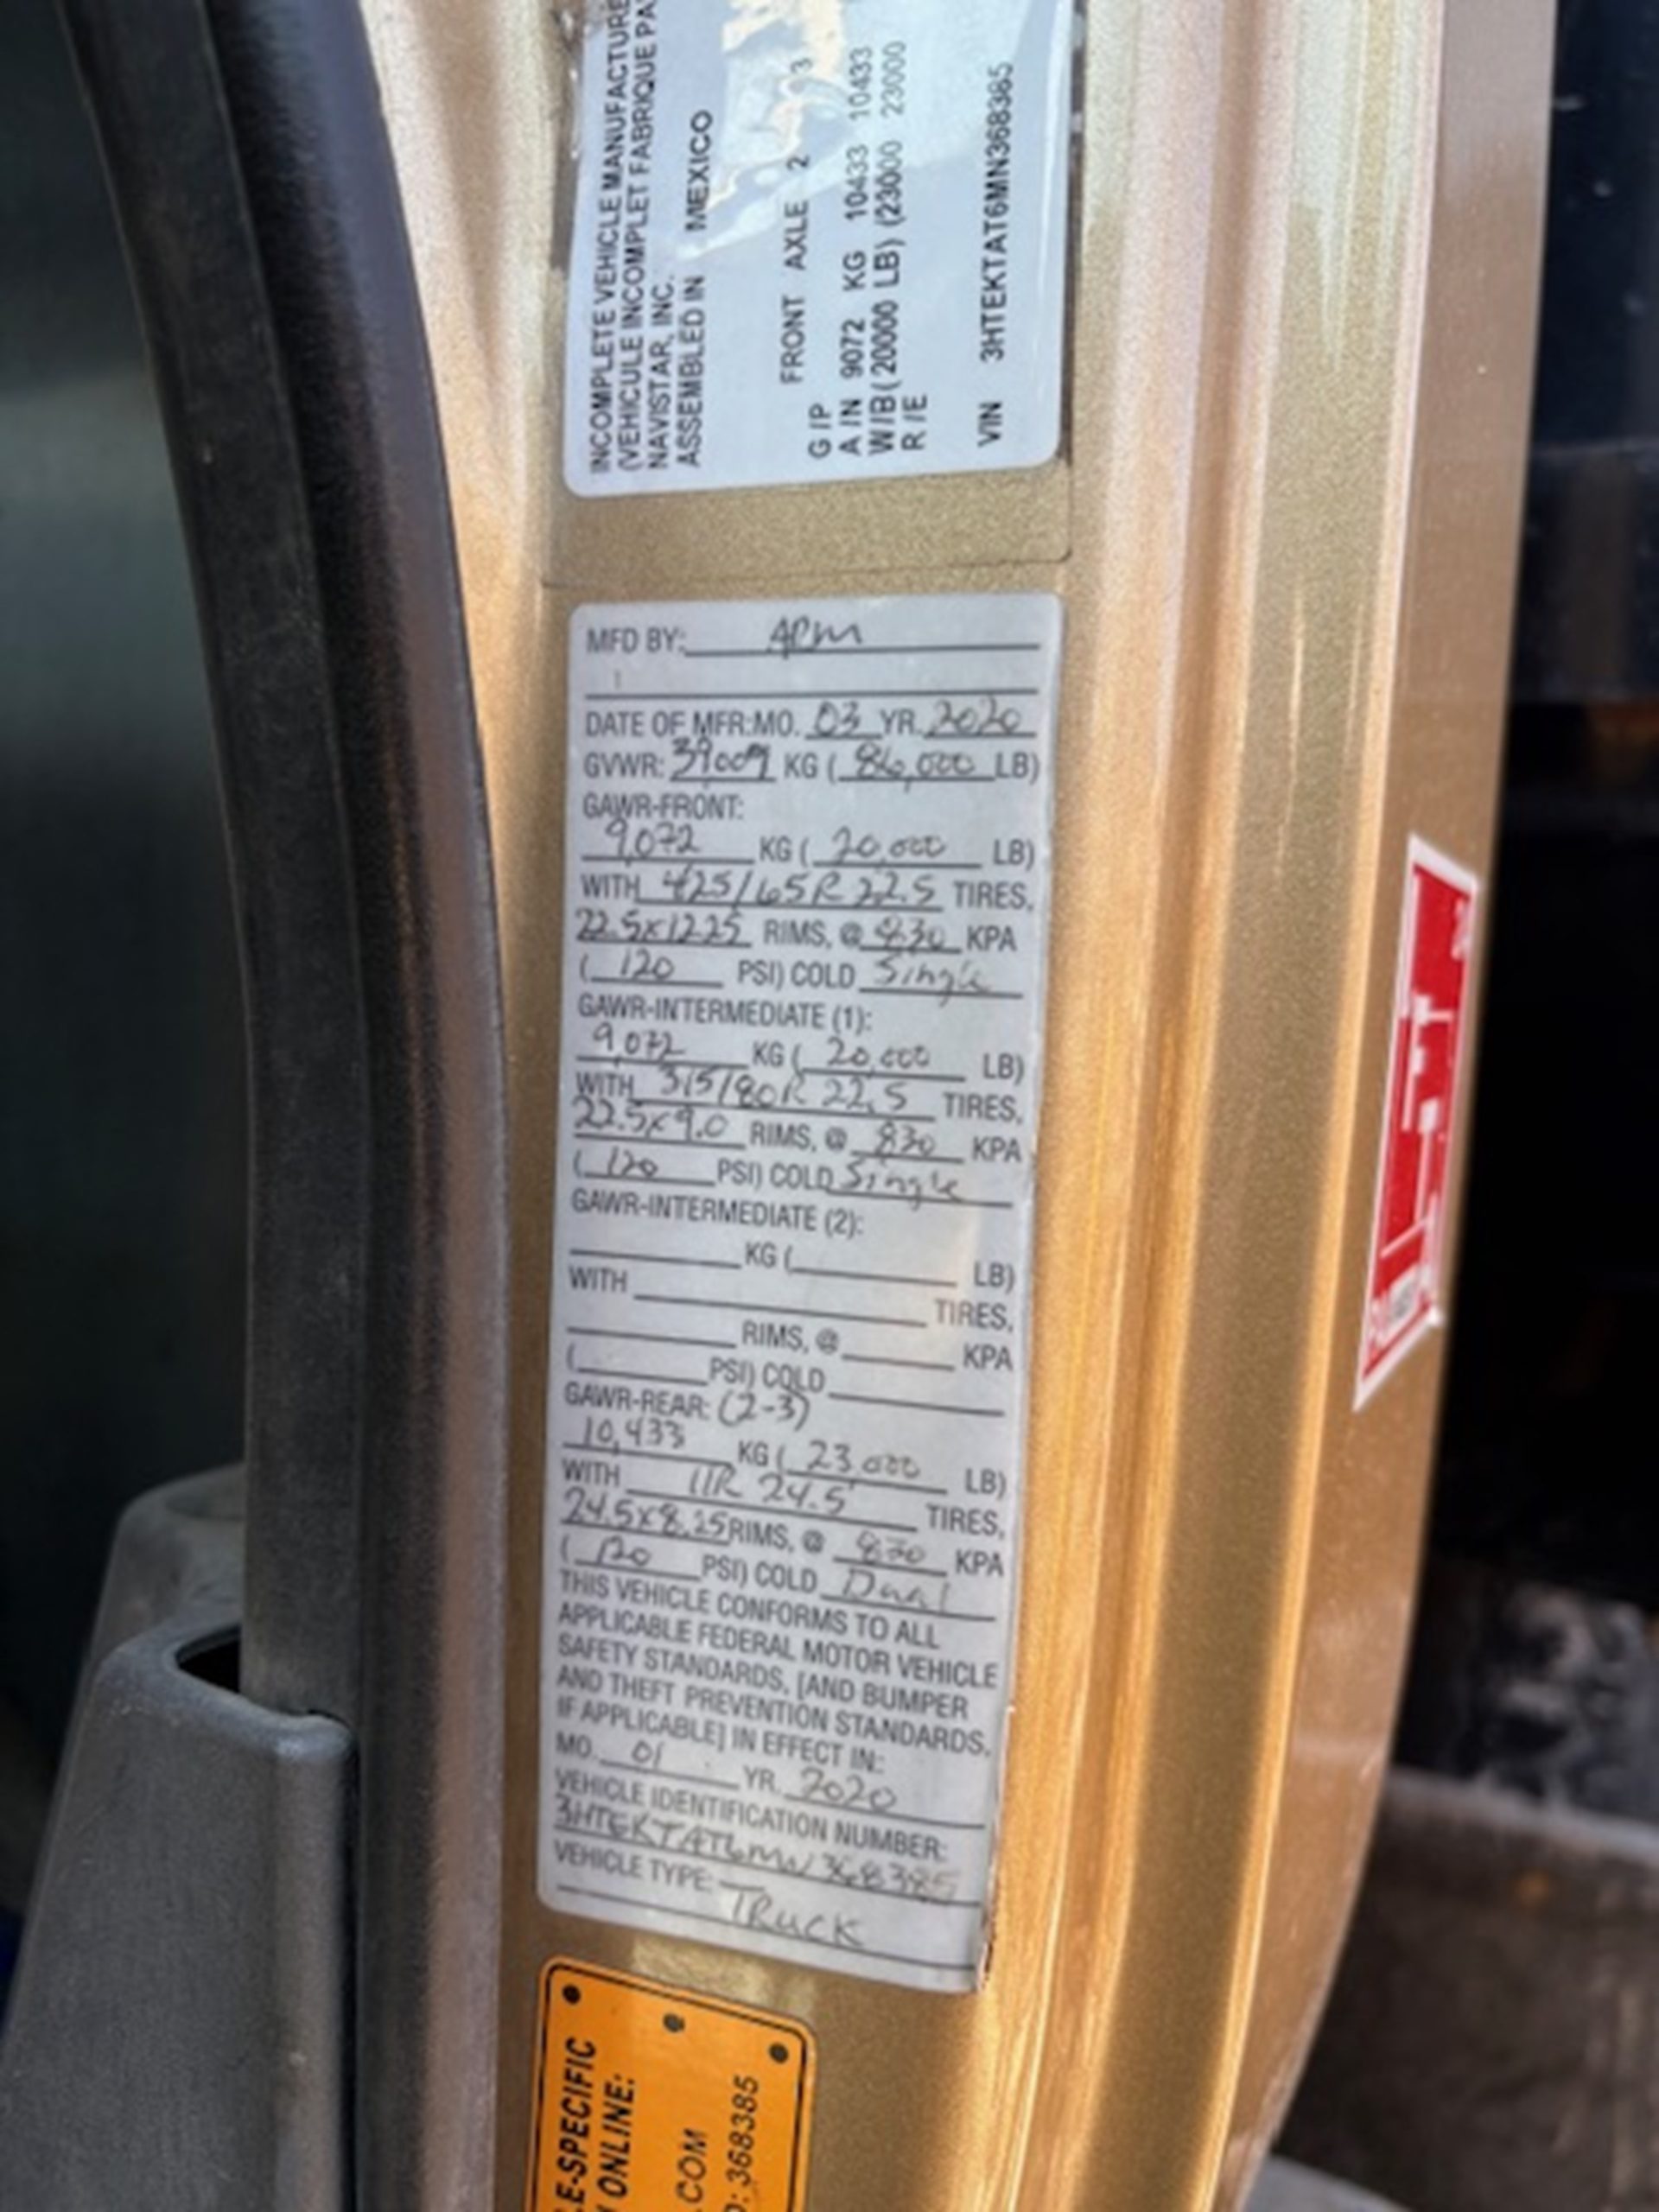 INCOMPLETE VEHICLE MANUFACTURE
(VEHICULE INCOMPLET FABRIQUE PA
NAVISTAR, INC.
ASSEMBLED IN MEXICO
FRONT AXLE 2 3
G/P
A/N 9072 KG 10433 10433
W/B (20000 LB) (23000 23000
R/E
VIN 3HTEKTAT6MN368385
MFD BY: APM
DATE OF MFR:MO. 03 YR. 2020
GVWR: 39009 KG ( 86,000 LB)
GAWR-FRONT:
9,072 KG ( 20,000 LB)
WITH 425/65R 22.5 TIRES,
22.5x12.25 RIMS, @ 830 KPA
( 120 PSI) COLD Single
GAWR-INTERMEDIATE (1):
9,072 KG ( 20,000 LB)
WITH 315/80R 22.5 TIRES,
22.5x9.0 RIMS, @ 830 KPA
( 120 PSI) COLD Single
GAWR-INTERMEDIATE (2):
KG ( LB)
WITH TIRES,
RIMS, @ KPA
( PSI) COLD
GAWR-REAR: (2-3)
10,433 KG ( 23,000 LB)
WITH 11R 24.5 TIRES,
24.5x8.25 RIMS, @ 830 KPA
( 120 PSI) COLD Dual
THIS VEHICLE CONFORMS TO ALL
APPLICABLE FEDERAL MOTOR VEHICLE
SAFETY STANDARDS, [AND BUMPER
AND THEFT PREVENTION STANDARDS,
IF APPLICABLE] IN EFFECT IN:
MO. 01 YR. 2020
VEHICLE IDENTIFICATION NUMBER:
3HTEKTAT6MN368385
VEHICLE TYPE: TRUCK
E-SPECIFIC
ONLINE:
.COM
D: 368385